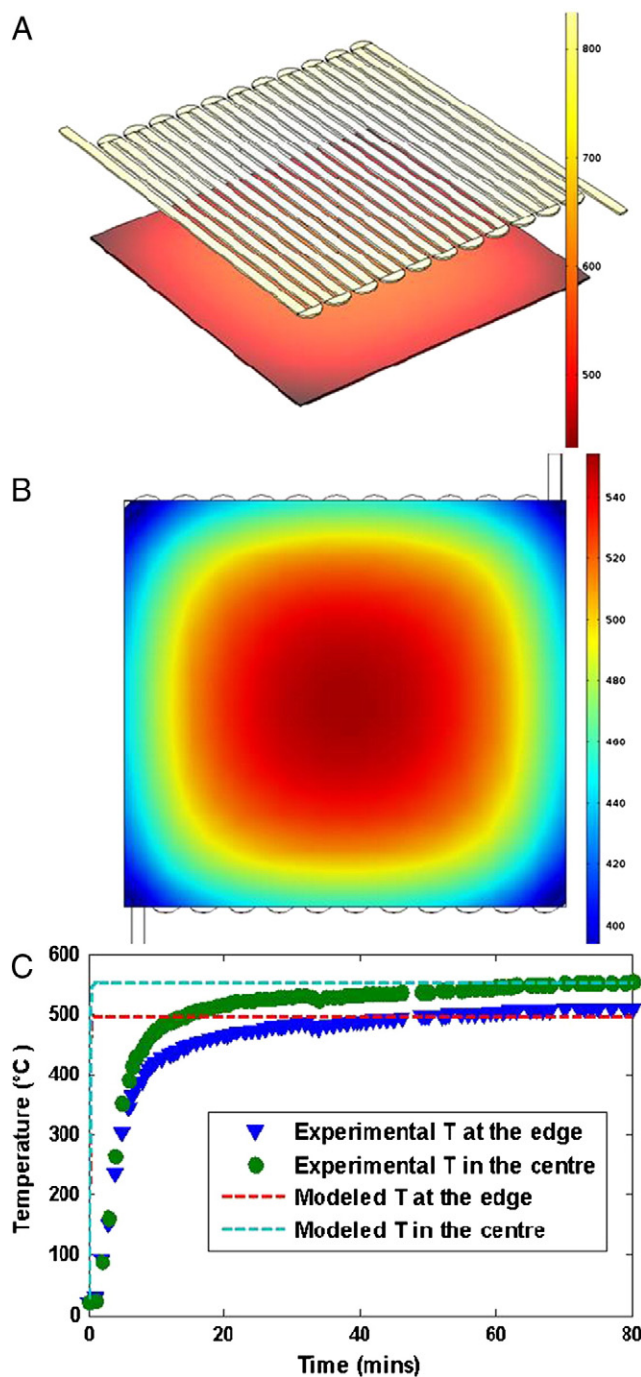 A
800
700
600
500
B
540
520
500
480
460
440
420
400
C
600
500
400
300
200
100
0
Temperature (°C )
Experimental T at the edge
Experimental T in the centre
Modeled T at the edge
Modeled T in the centre
0 20 40 60 80
Time (mins)